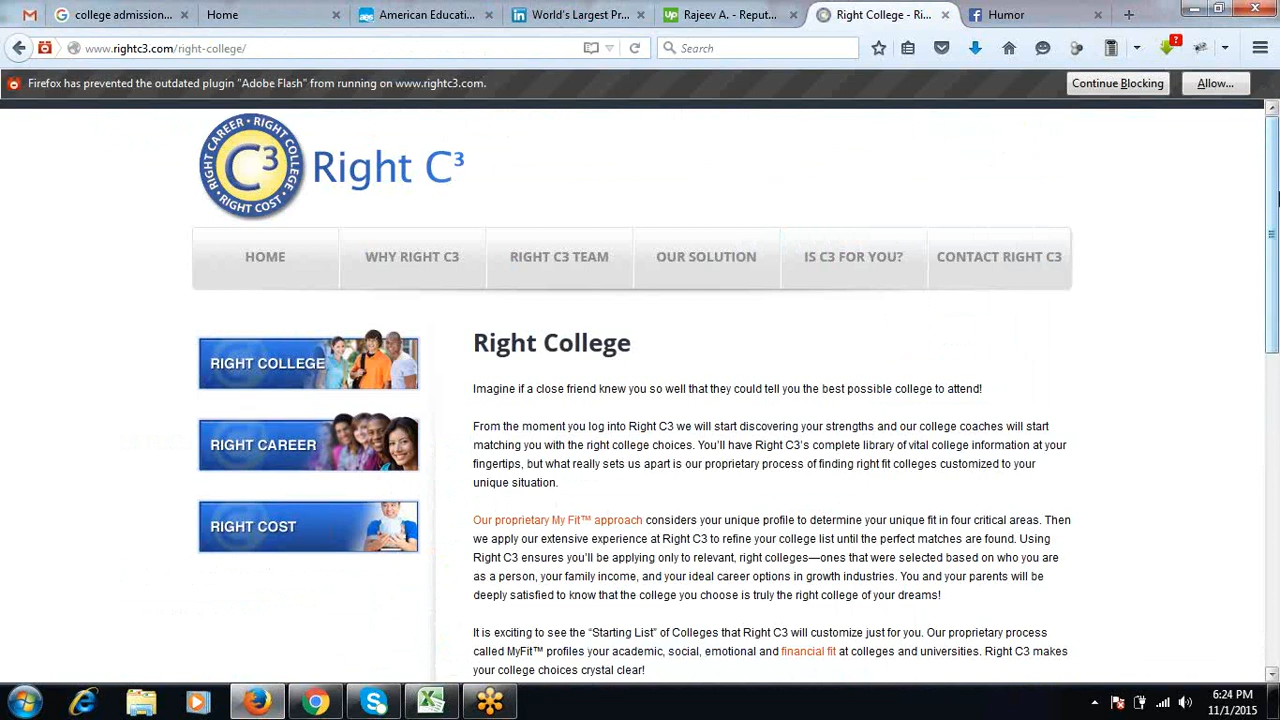 college admission...
Home
American Educati...
World's Largest Pr...
Rajeev A. - Reput...
Right College - Ri...
Humor
www.rightc3.com/right-college/
Search
Firefox has prevented the outdated plugin "Adobe Flash" from running on www.rightc3.com.
Continue Blocking
Allow...
RIGHT CAREER • RIGHT COLLEGE • RIGHT COST •
C³
Right C³
HOME
WHY RIGHT C3
RIGHT C3 TEAM
OUR SOLUTION
IS C3 FOR YOU?
CONTACT RIGHT C3
RIGHT COLLEGE
RIGHT CAREER
RIGHT COST
Right College
Imagine if a close friend knew you so well that they could tell you the best possible college to attend!
From the moment you log into Right C3 we will start discovering your strengths and our college coaches will start
matching you with the right college choices. You'll have Right C3's complete library of vital college information at your
fingertips, but what really sets us apart is our proprietary process of finding right fit colleges customized to your
unique situation.
Our proprietary My Fit™ approach considers your unique profile to determine your unique fit in four critical areas. Then
we apply our extensive experience at Right C3 to refine your college list until the perfect matches are found. Using
Right C3 ensures you'll be applying only to relevant, right colleges—ones that were selected based on who you are
as a person, your family income, and your ideal career options in growth industries. You and your parents will be
deeply satisfied to know that the college you choose is truly the right college of your dreams!
It is exciting to see the “Starting List” of Colleges that Right C3 will customize just for you. Our proprietary process
called MyFit™ profiles your academic, social, emotional and financial fit at colleges and universities. Right C3 makes
your college choices crystal clear!
6:24 PM
11/1/2015